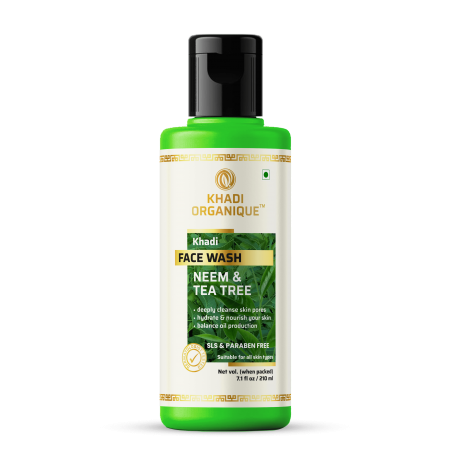 KHADI
ORGANIQUE™
Khadi
FACE WASH
NEEM &
TEA TREE
• deeply cleanse skin pores
• hydrate & nourish your skin
• balance oil production
SLS & PARABEN FREE
Suitable for all skin types
Net vol. (when packed)
7.1 fl oz / 210 ml